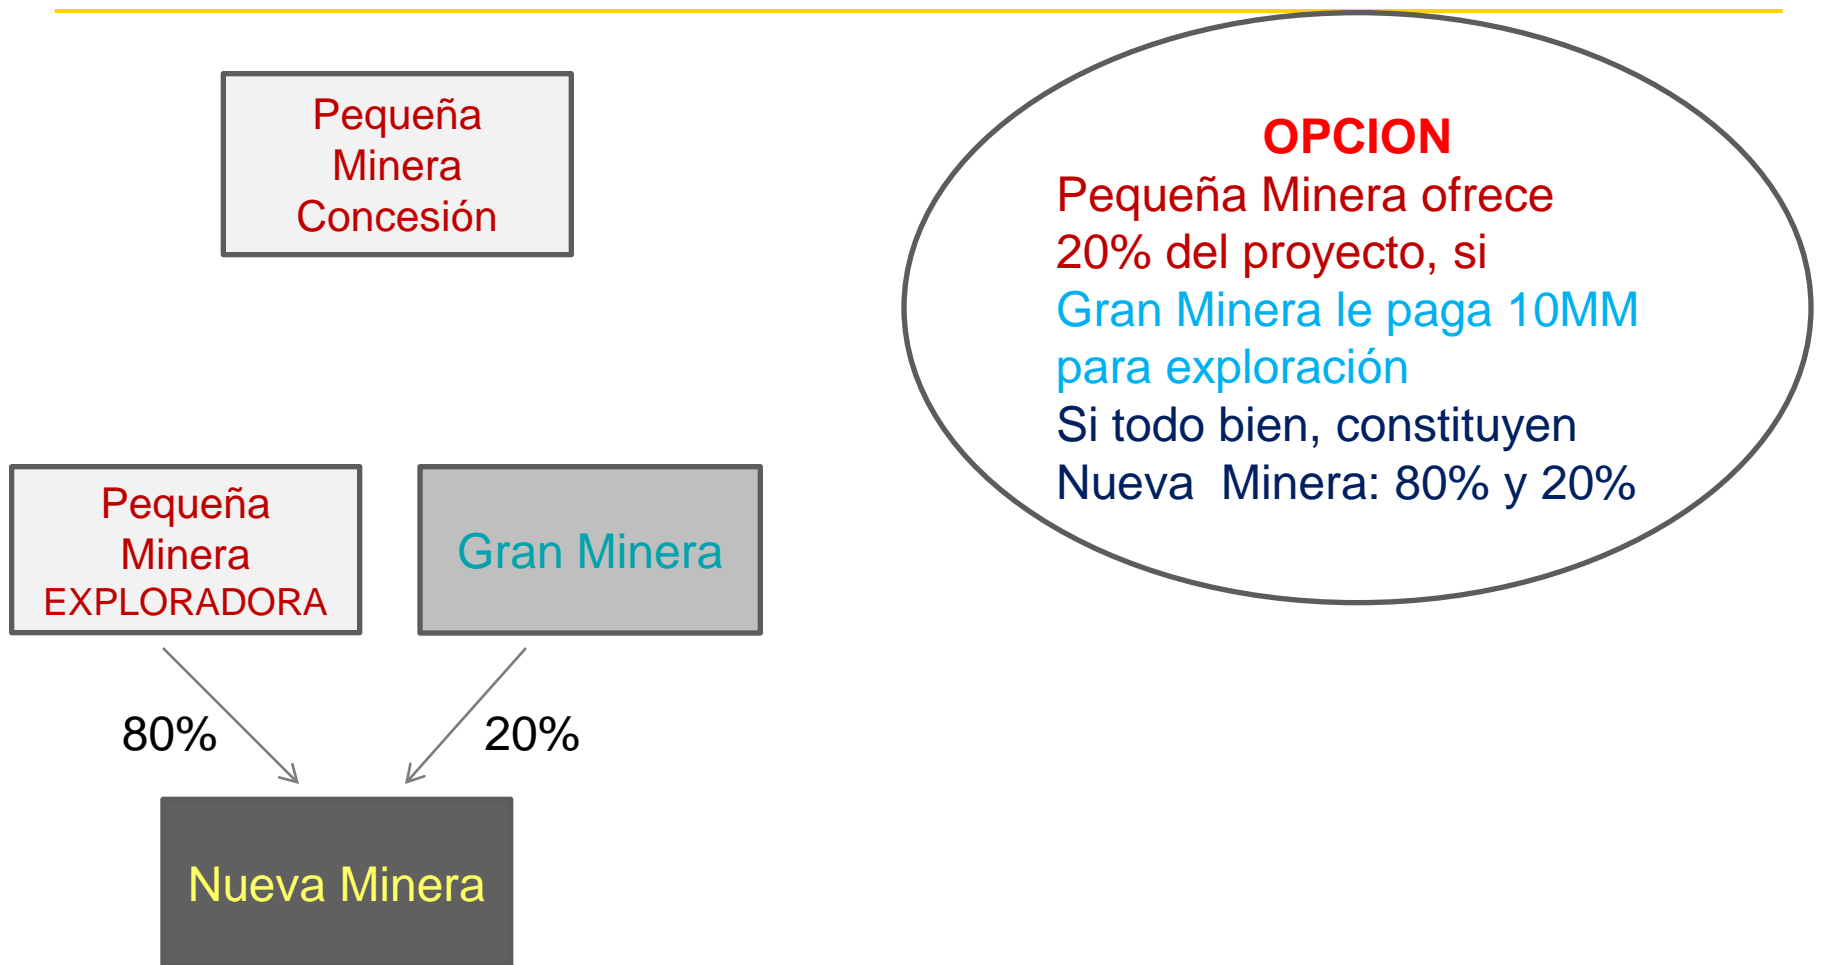 Pequeña
Minera
Concesión
OPCION
Pequeña Minera ofrece
20% del proyecto, si
Gran Minera le paga 10MM
para exploración
Si todo bien, constituyen
Nueva  Minera: 80% y 20%
Pequeña
Minera
EXPLORADORA
Gran Minera
80%
20%
Nueva Minera